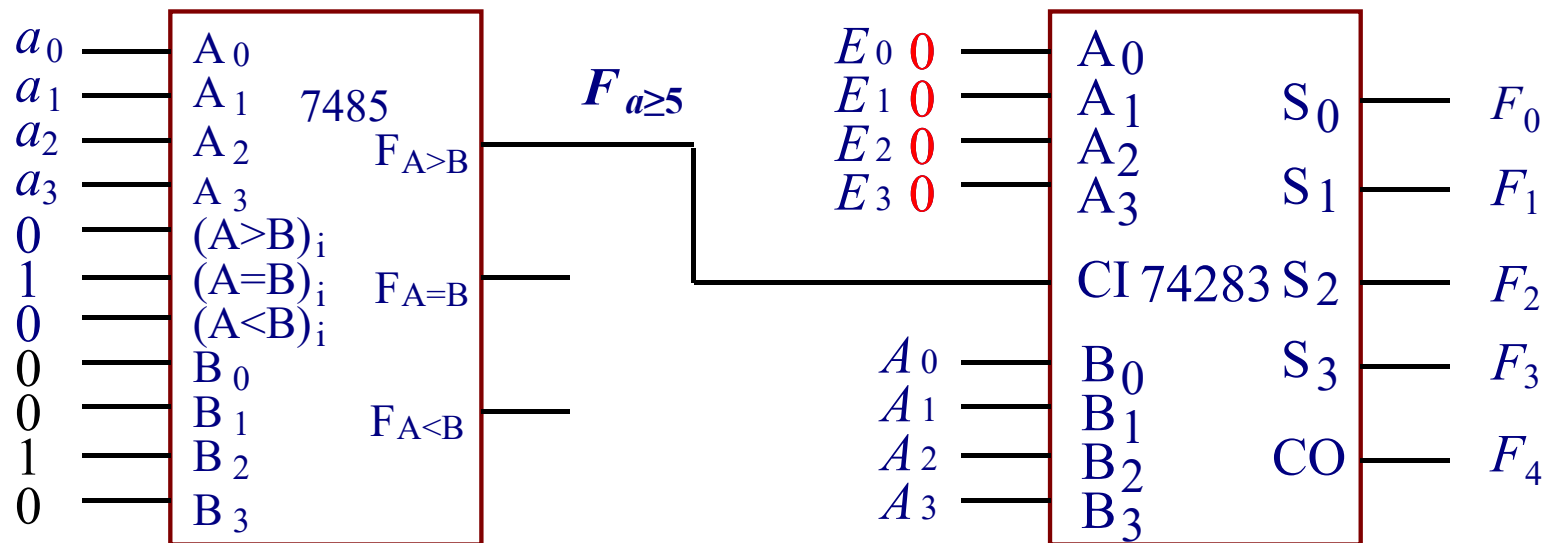 a0 A0
a1 A1 7485
a2 A2 FA>B
a3 A3
0 (A>B)i
1 (A=B)i FA=B
0 (A<B)i
0 B0
0 B1 FA<B
1 B2
0 B3
F a≥5
E0 0 A0
E1 0 A1 S0 F0
E2 0 A2
E3 0 A3 S1 F1
CI 74283 S2 F2
A0 B0 S3 F3
A1 B1
A2 B2 CO F4
A3 B3